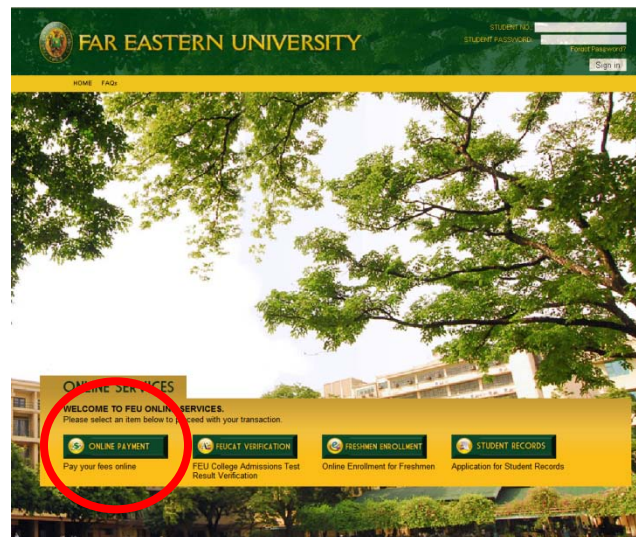 FAR EASTERN UNIVERSITY
STUDENT NO.
STUDENT PASSWORD
Forgot Password?
Sign in
HOME FAQs
ONLINE SERVICES
WELCOME TO FEU ONLINE SERVICES.
Please select an item below to proceed with your transaction.
ONLINE PAYMENT
Pay your fees online
FEUCAT VERIFICATION
FEU College Admissions Test
Result Verification
FRESHMEN ENROLLMENT
Online Enrollment for Freshmen
STUDENT RECORDS
Application for Student Records